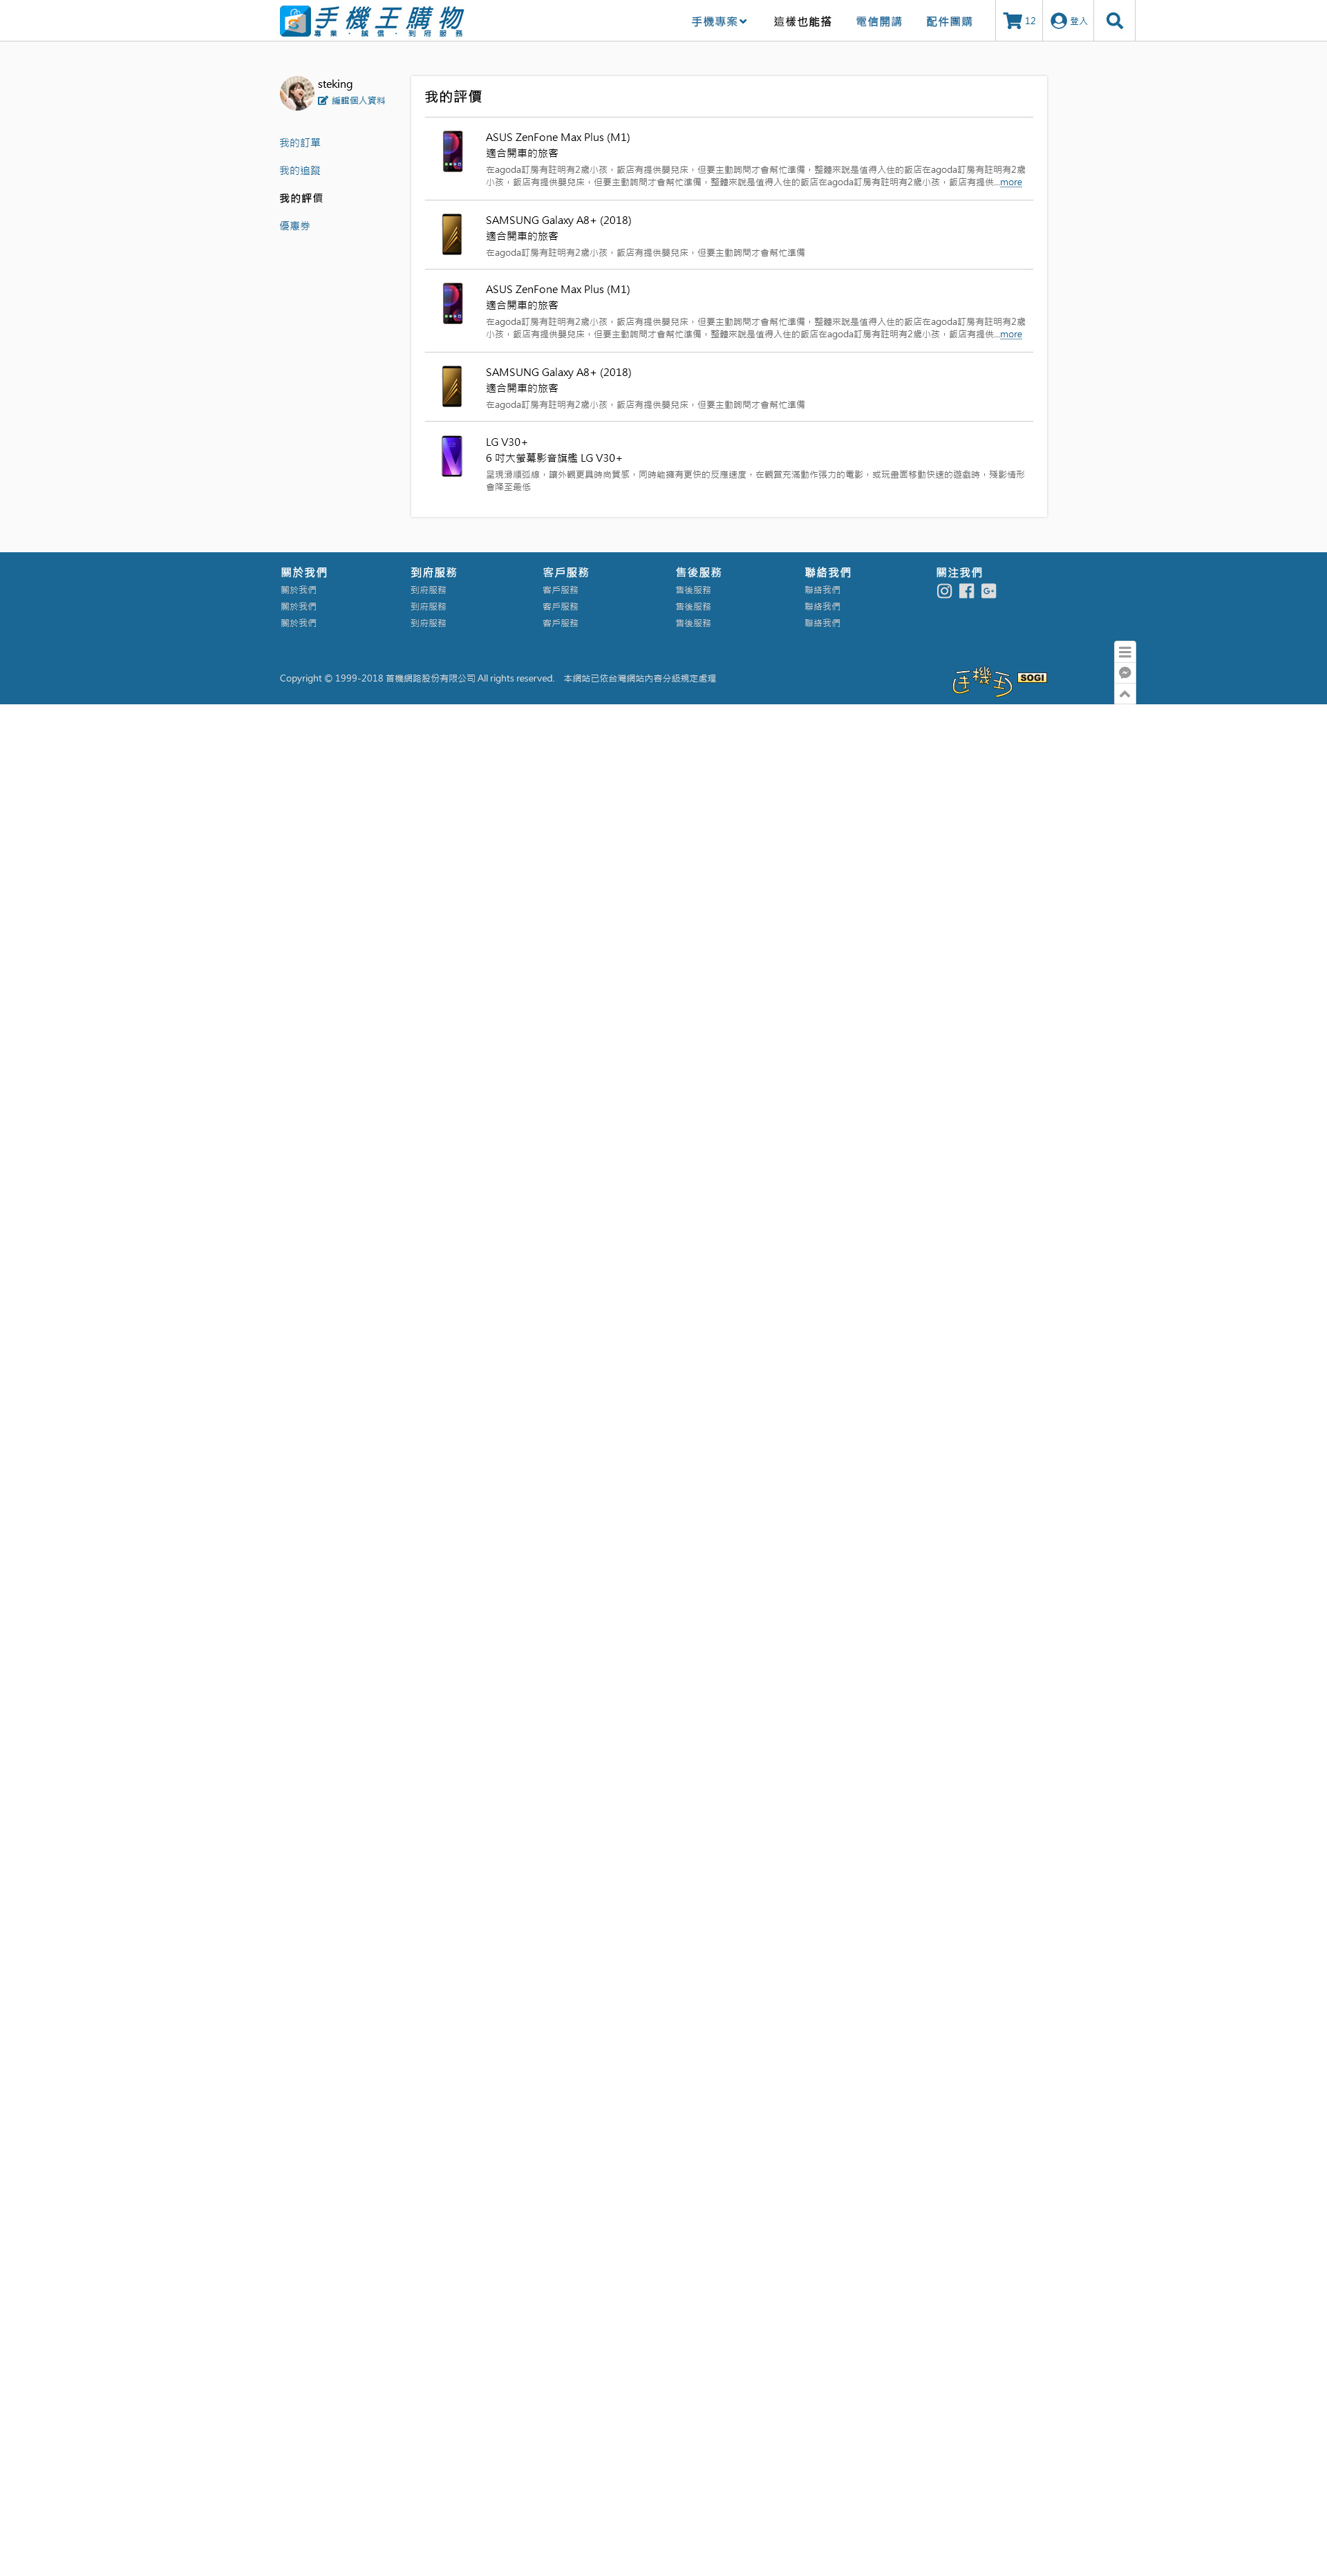 手機王購物
專業．誠信．到府服務
手機專案
這樣也能搭
電信開講
配件團購
12
登入
steking
編輯個人資料
我的訂單
我的追蹤
我的評價
優惠券
我的評價
ASUS ZenFone Max Plus (M1)
適合開車的旅客
在agoda訂房有註明有2歲小孩，飯店有提供嬰兒床，但要主動詢問才會幫忙準備，整體來說是值得入住的飯店在agoda訂房有註明有2歲
小孩，飯店有提供嬰兒床，但要主動詢問才會幫忙準備，整體來說是值得入住的飯店在agoda訂房有註明有2歲小孩，飯店有提供...more
SAMSUNG Galaxy A8+ (2018)
適合開車的旅客
在agoda訂房有註明有2歲小孩，飯店有提供嬰兒床，但要主動詢問才會幫忙準備
ASUS ZenFone Max Plus (M1)
適合開車的旅客
在agoda訂房有註明有2歲小孩，飯店有提供嬰兒床，但要主動詢問才會幫忙準備，整體來說是值得入住的飯店在agoda訂房有註明有2歲
小孩，飯店有提供嬰兒床，但要主動詢問才會幫忙準備，整體來說是值得入住的飯店在agoda訂房有註明有2歲小孩，飯店有提供...more
SAMSUNG Galaxy A8+ (2018)
適合開車的旅客
在agoda訂房有註明有2歲小孩，飯店有提供嬰兒床，但要主動詢問才會幫忙準備
LG V30+
6 吋大螢幕影音旗艦 LG V30+
呈現滑順弧線，讓外觀更具時尚質感，同時能擁有更快的反應速度，在觀賞充滿動作張力的電影，或玩畫面移動快速的遊戲時，殘影情形
會降至最低
關於我們
關於我們
關於我們
關於我們
到府服務
到府服務
到府服務
到府服務
客戶服務
客戶服務
客戶服務
客戶服務
售後服務
售後服務
售後服務
售後服務
聯絡我們
聯絡我們
聯絡我們
聯絡我們
關注我們
Copyright © 1999-2018 首機網路股份有限公司 All rights reserved. 本網站已依台灣網站內容分級規定處理
手機王 SOGI